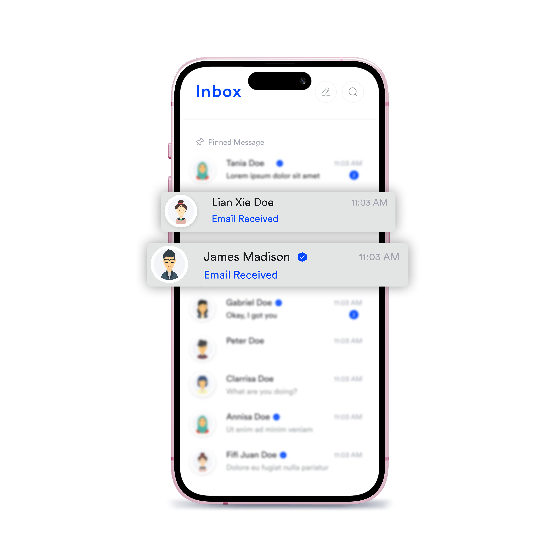 Inbox
Pinned Message
Tania Doe 11:03 AM
Lorem ipsum dolor sit amet
Lian Xie Doe 11:03 AM
Email Received
James Madison 11:03 AM
Email Received
Gabriel Doe 11:03 AM
Okay, I got you
Peter Doe 11:03 AM
Clarrisa Doe 11:03 AM
What are you doing?
Annisa Doe 11:03 AM
Ut enim ad minim veniam
Fifi Juan Doe 11:03 AM
Dolore eu fugiat nulla pariatur